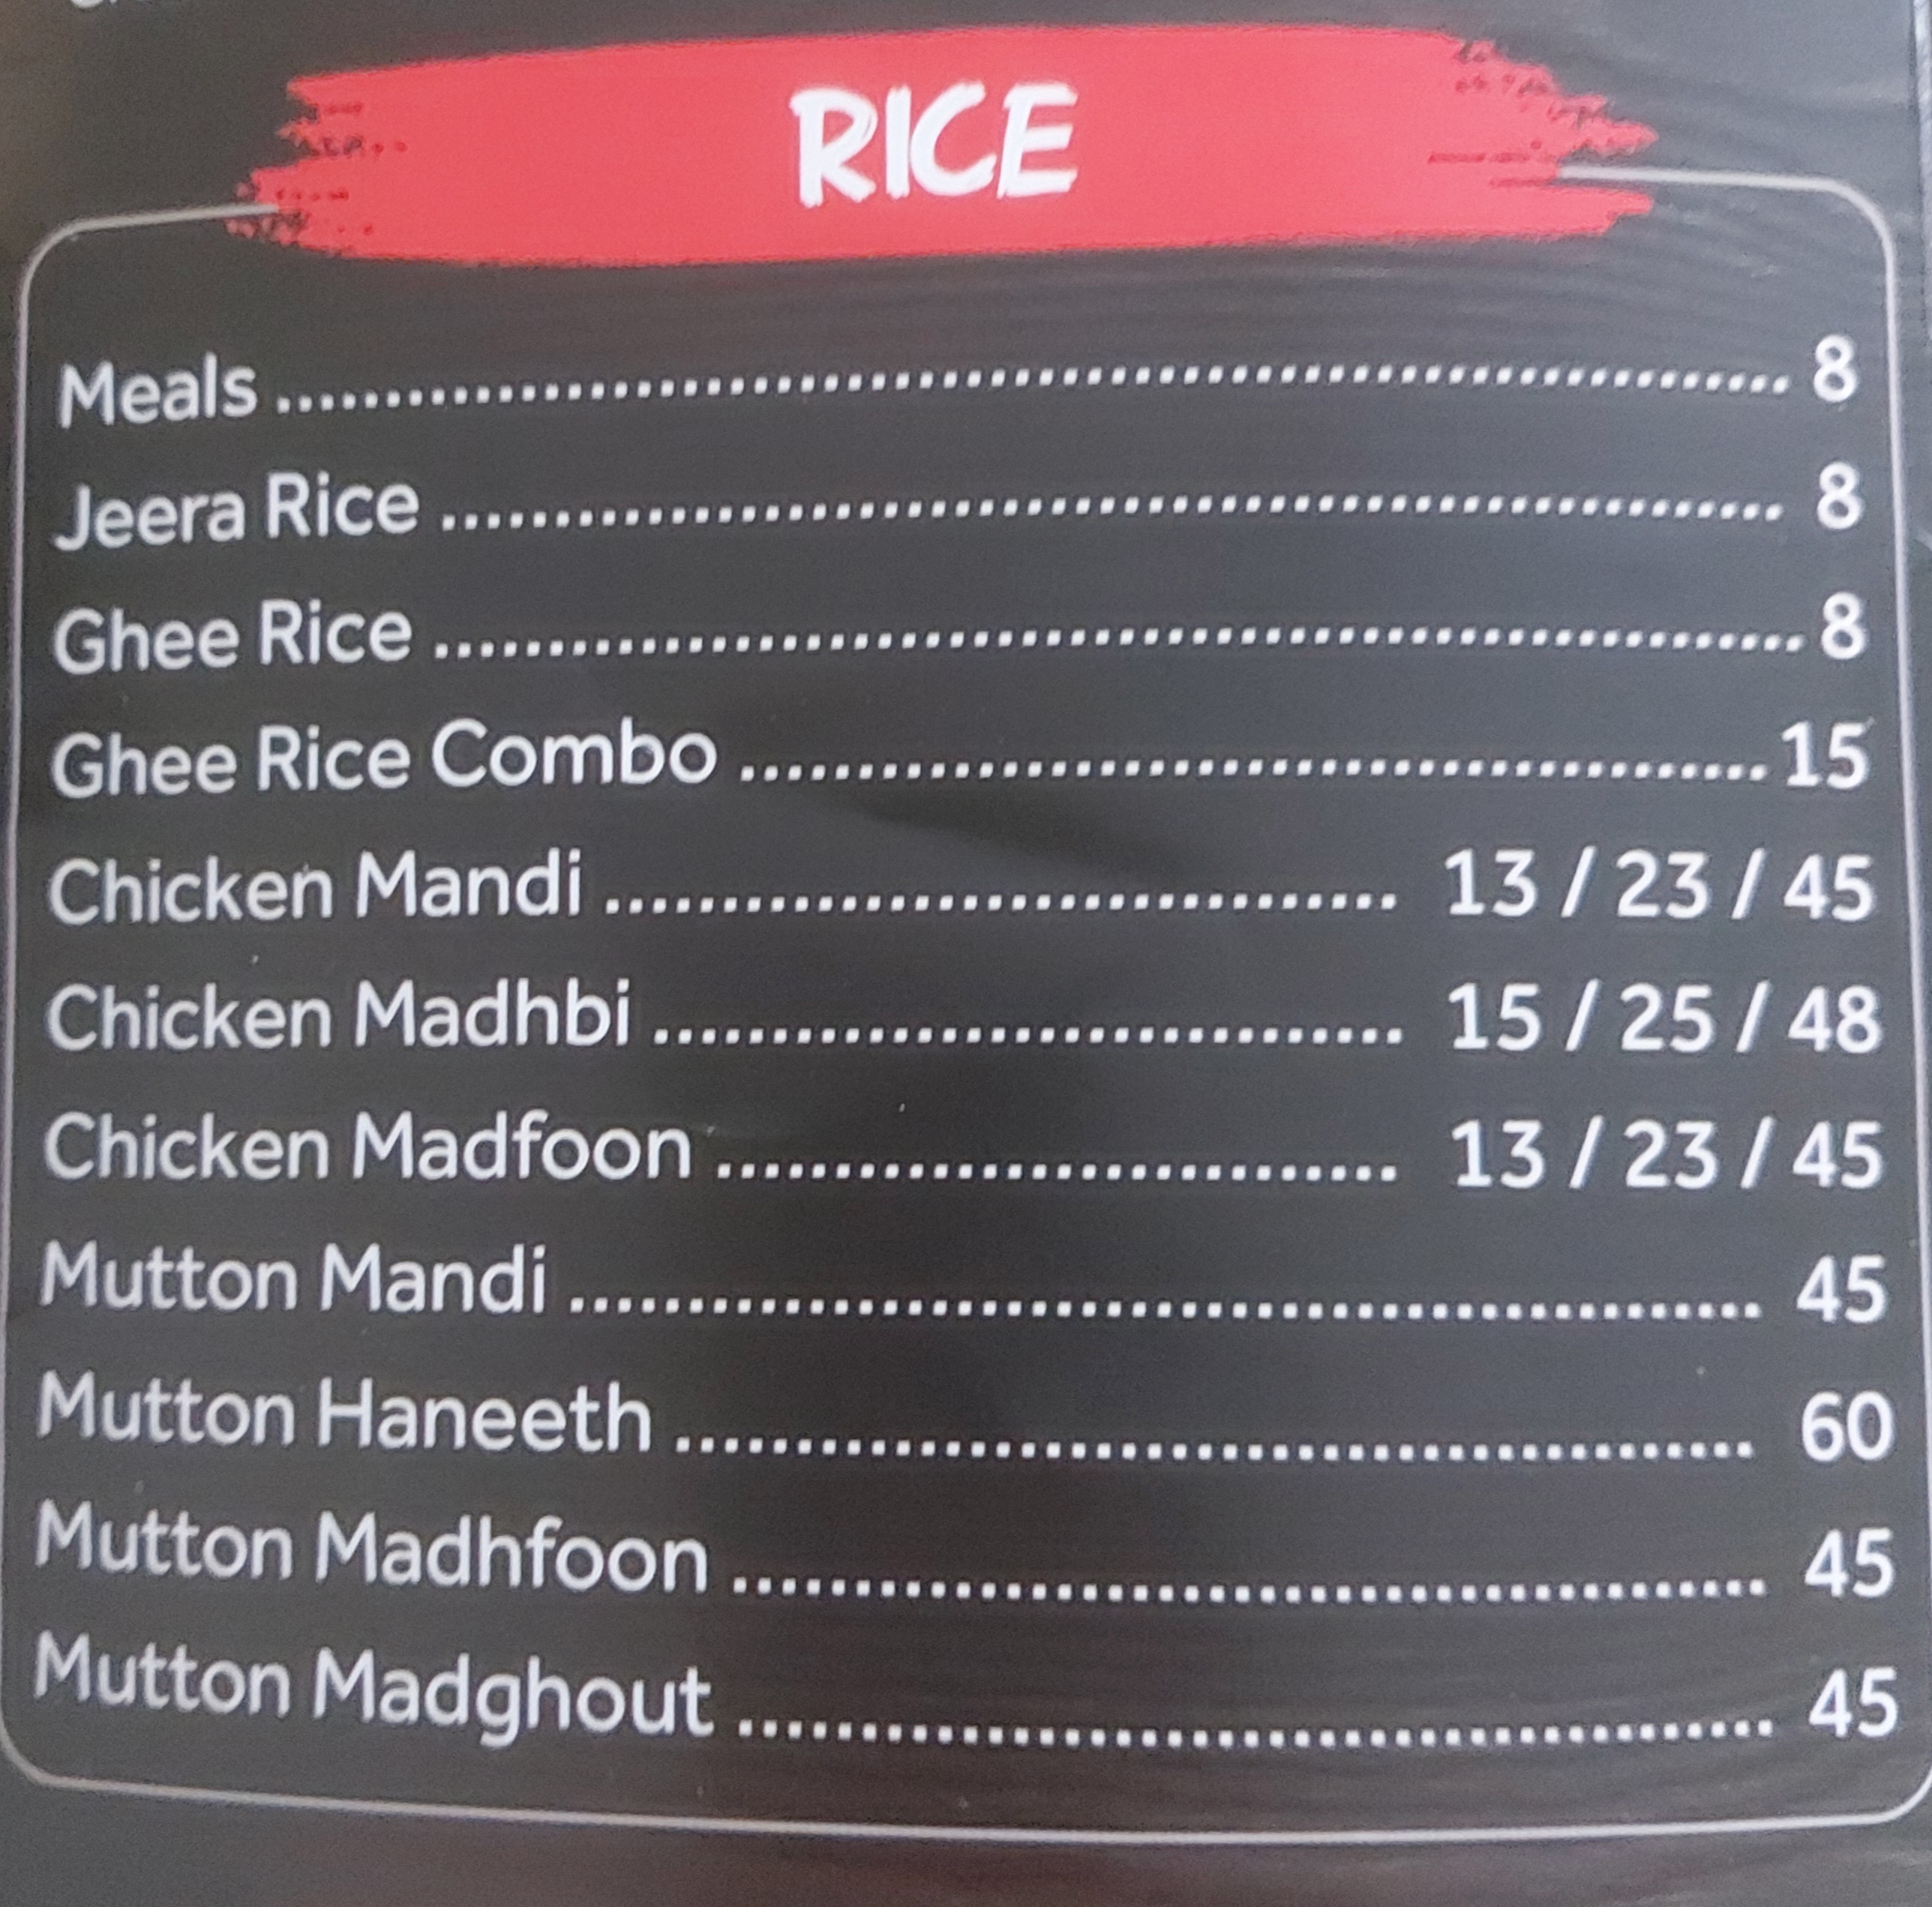 RICE
Meals ........ 8
Jeera Rice ........ 8
Ghee Rice ........ 8
Ghee Rice Combo ........ 15
Chicken Mandi ........ 13 / 23 / 45
Chicken Madhbi ........ 15 / 25 / 48
Chicken Madfoon ........ 13 / 23 / 45
Mutton Mandi ........ 45
Mutton Haneeth ........ 60
Mutton Madhfoon ........ 45
Mutton Madghout ........ 45